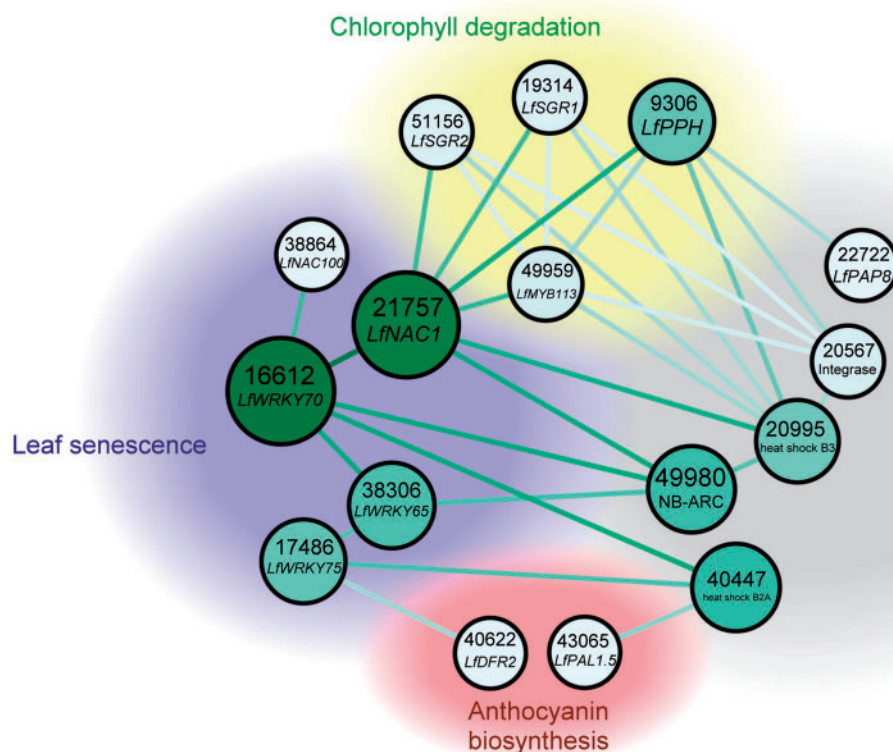 Chlorophyll degradation
19314
LfSGR1
9306
LfPPH
51156
LfSGR2
38864
LfNAC100
22722
LfPAP8
49959
LfMYB113
21757
LfNAC1
20567
Integrase
16612
LfWRKY70
20995
heat shock B3
Leaf senescence
49980
NB-ARC
38306
LfWRKY65
17486
LfWRKY75
40447
heat shock B2A
40622
LfDFR2
43065
LfPAL1.5
Anthocyanin
biosynthesis